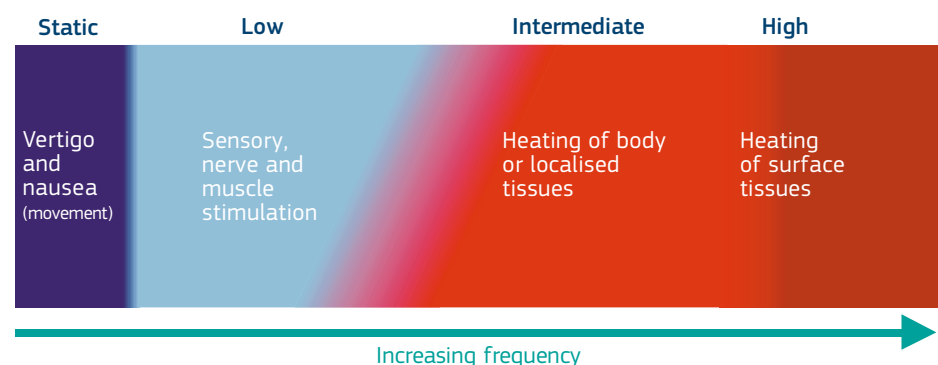 Static
Low
Intermediate
High
Vertigo
and
nausea
(movement)
Sensory,
nerve and
muscle
stimulation
Heating of body
or localised
tissues
Heating
of surface
tissues
Increasing frequency